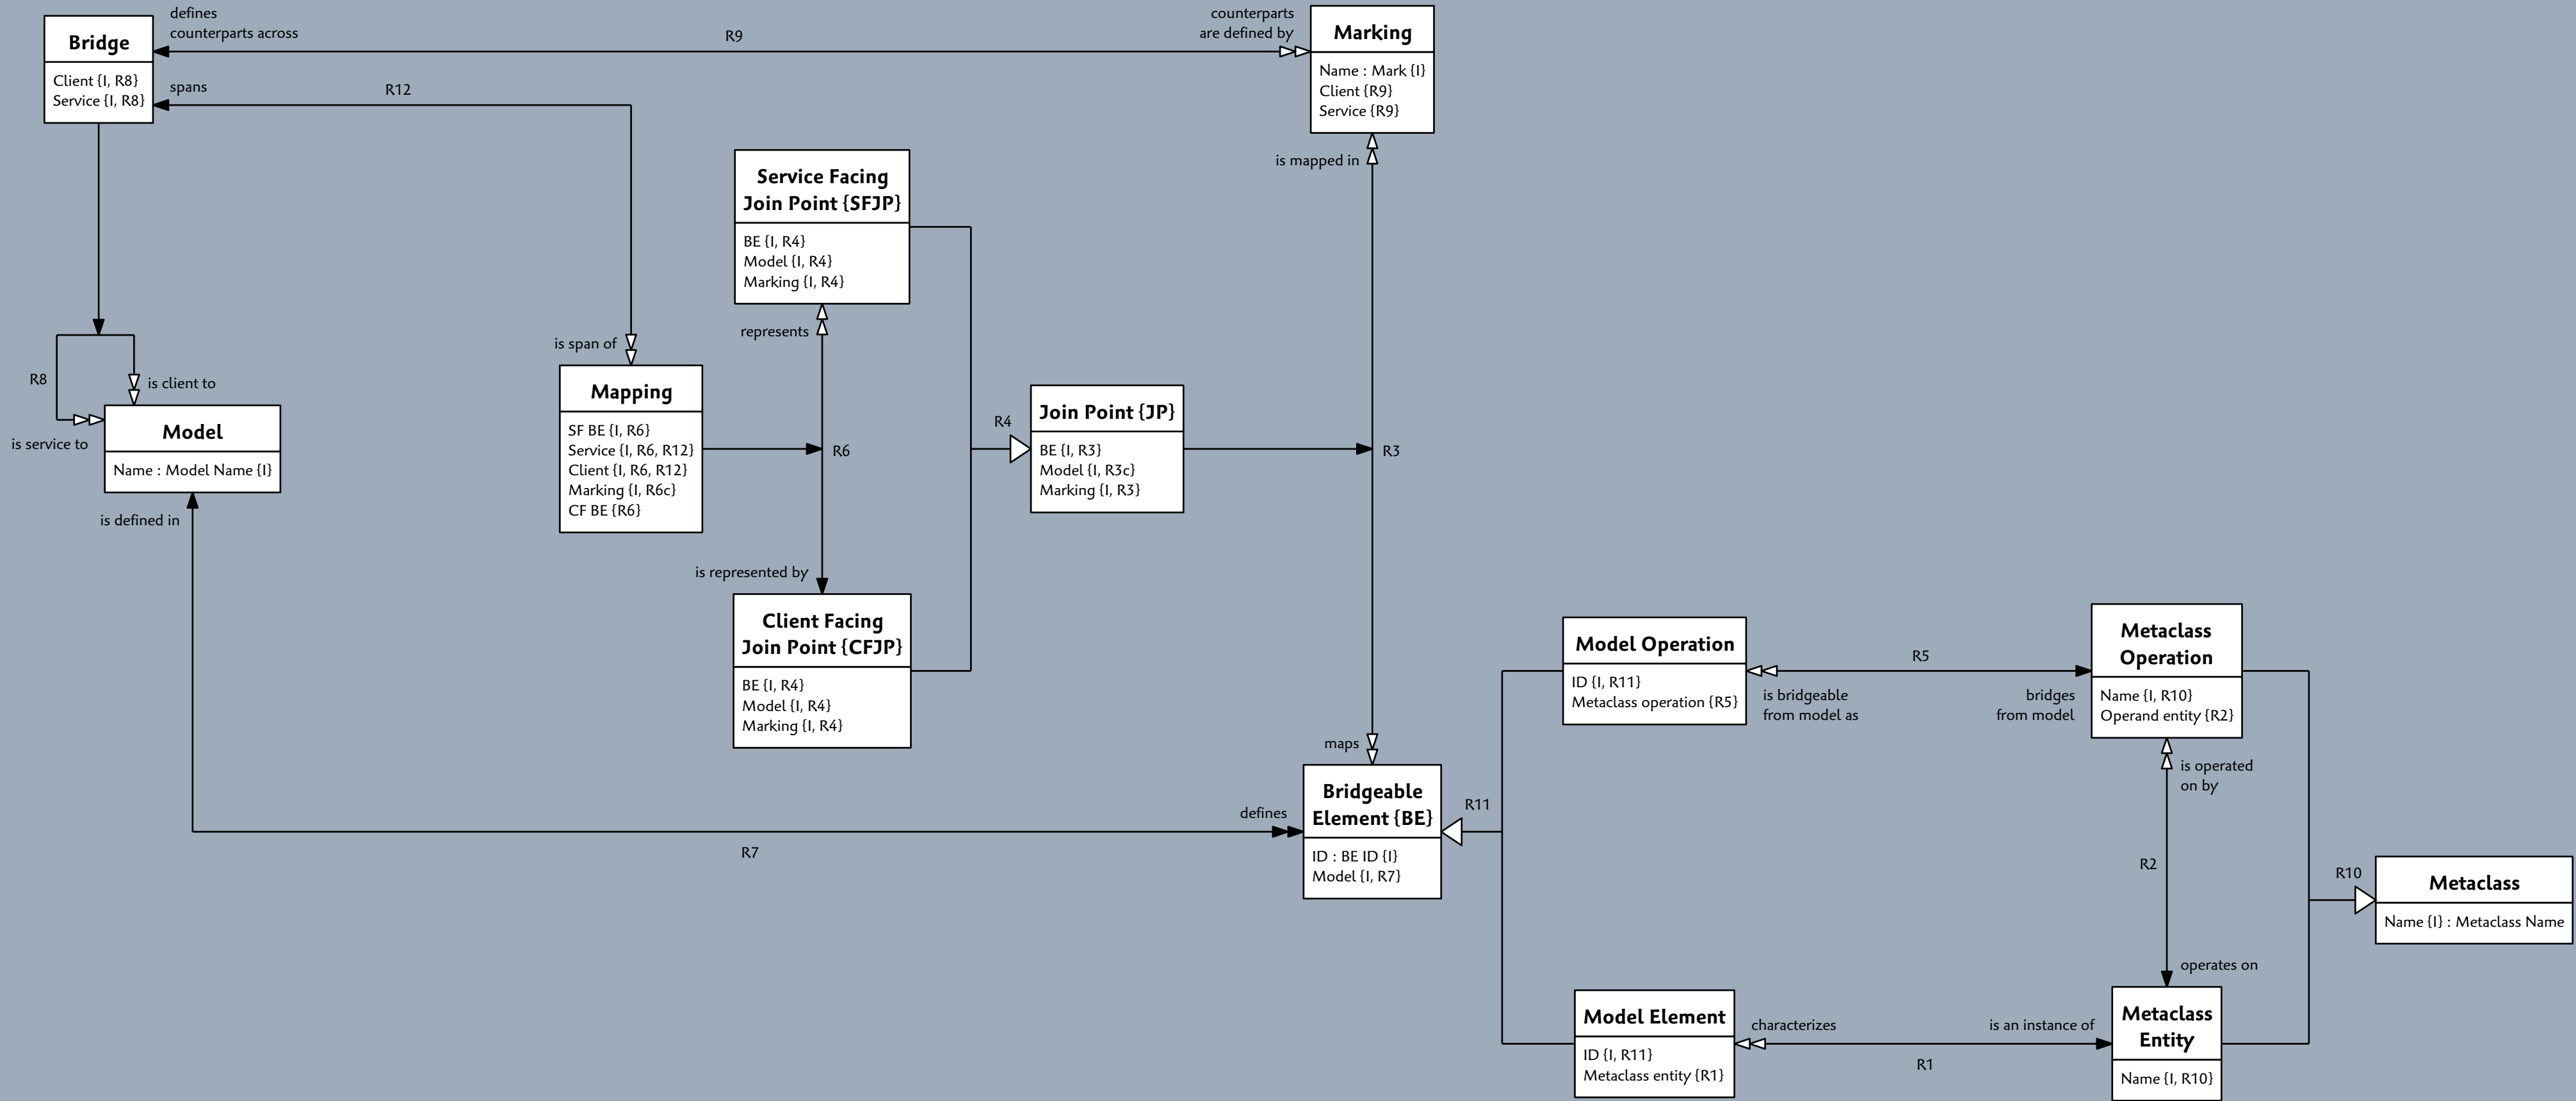 defines
counterparts across
Bridge
Client {I, R8}
Service {I, R8}
R9
counterparts
are defined by
Marking
Name : Mark {I}
Client {R9}
Service {R9}
spans
R12
is mapped in
Service Facing
Join Point {SFJP}
BE {I, R4}
Model {I, R4}
Marking {I, R4}
represents
is span of
R8
is client to
is service to
Model
Name : Model Name {I}
is defined in
Mapping
SF BE {I, R6}
Service {I, R6, R12}
Client {I, R6, R12}
Marking {I, R6c}
CF BE {R6}
R6
R4
Join Point {JP}
BE {I, R3}
Model {I, R3c}
Marking {I, R3}
R3
is represented by
Client Facing
Join Point {CFJP}
BE {I, R4}
Model {I, R4}
Marking {I, R4}
maps
defines
R7
Bridgeable
Element {BE}
ID : BE ID {I}
Model {I, R7}
R11
Model Operation
ID {I, R11}
Metaclass operation {R5}
is bridgeable
from model as
R5
bridges
from model
Metaclass
Operation
Name {I, R10}
Operand entity {R2}
is operated
on by
R2
operates on
R10
Metaclass
Name {I} : Metaclass Name
Model Element
ID {I, R11}
Metaclass entity {R1}
characterizes
is an instance of
R1
Metaclass
Entity
Name {I, R10}